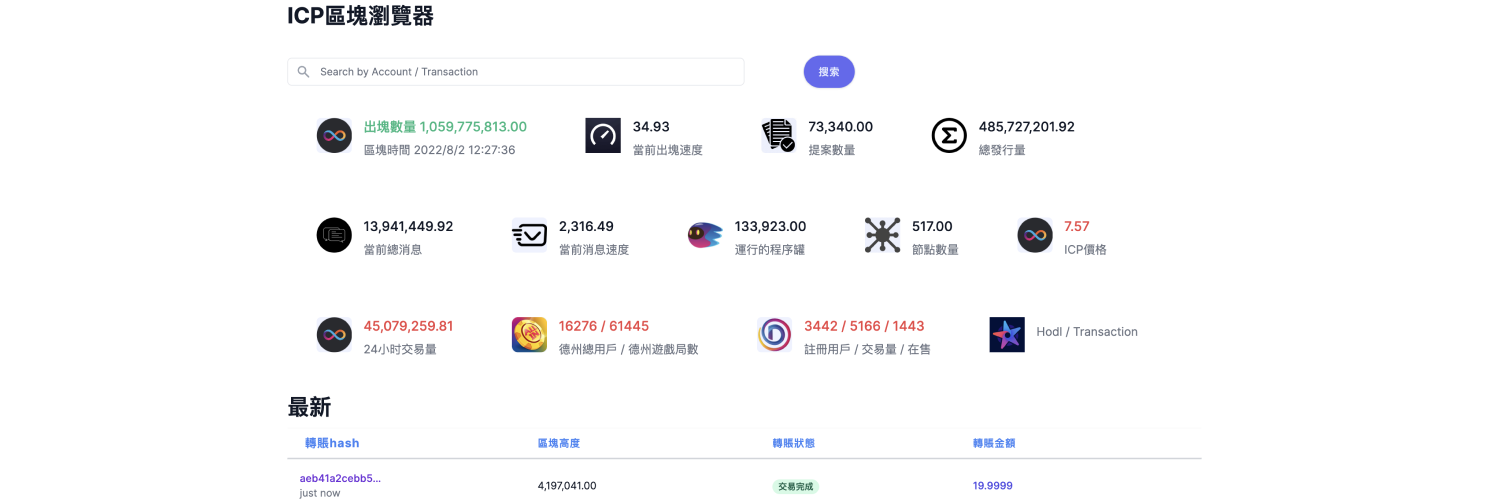 ICP區塊瀏覽器
Search by Account / Transaction
搜索
出塊數量 1,059,775,813.00
區塊時間 2022/8/2 12:27:36
34.93
當前出塊速度
73,340.00
提案數量
485,727,201.92
總發行量
13,941,449.92
當前總消息
2,316.49
當前消息速度
133,923.00
運行的程序罐
517.00
節點數量
7.57
ICP價格
45,079,259.81
24小时交易量
16276 / 61445
德州總用戶 / 德州遊戲局數
3442 / 5166 / 1443
註冊用戶 / 交易量 / 在售
Hodl / Transaction
最新
轉賬hash 區塊高度 轉賬狀態 轉賬金額
aeb41a2cebb5... 4,197,041.00 交易完成 19.9999
just now